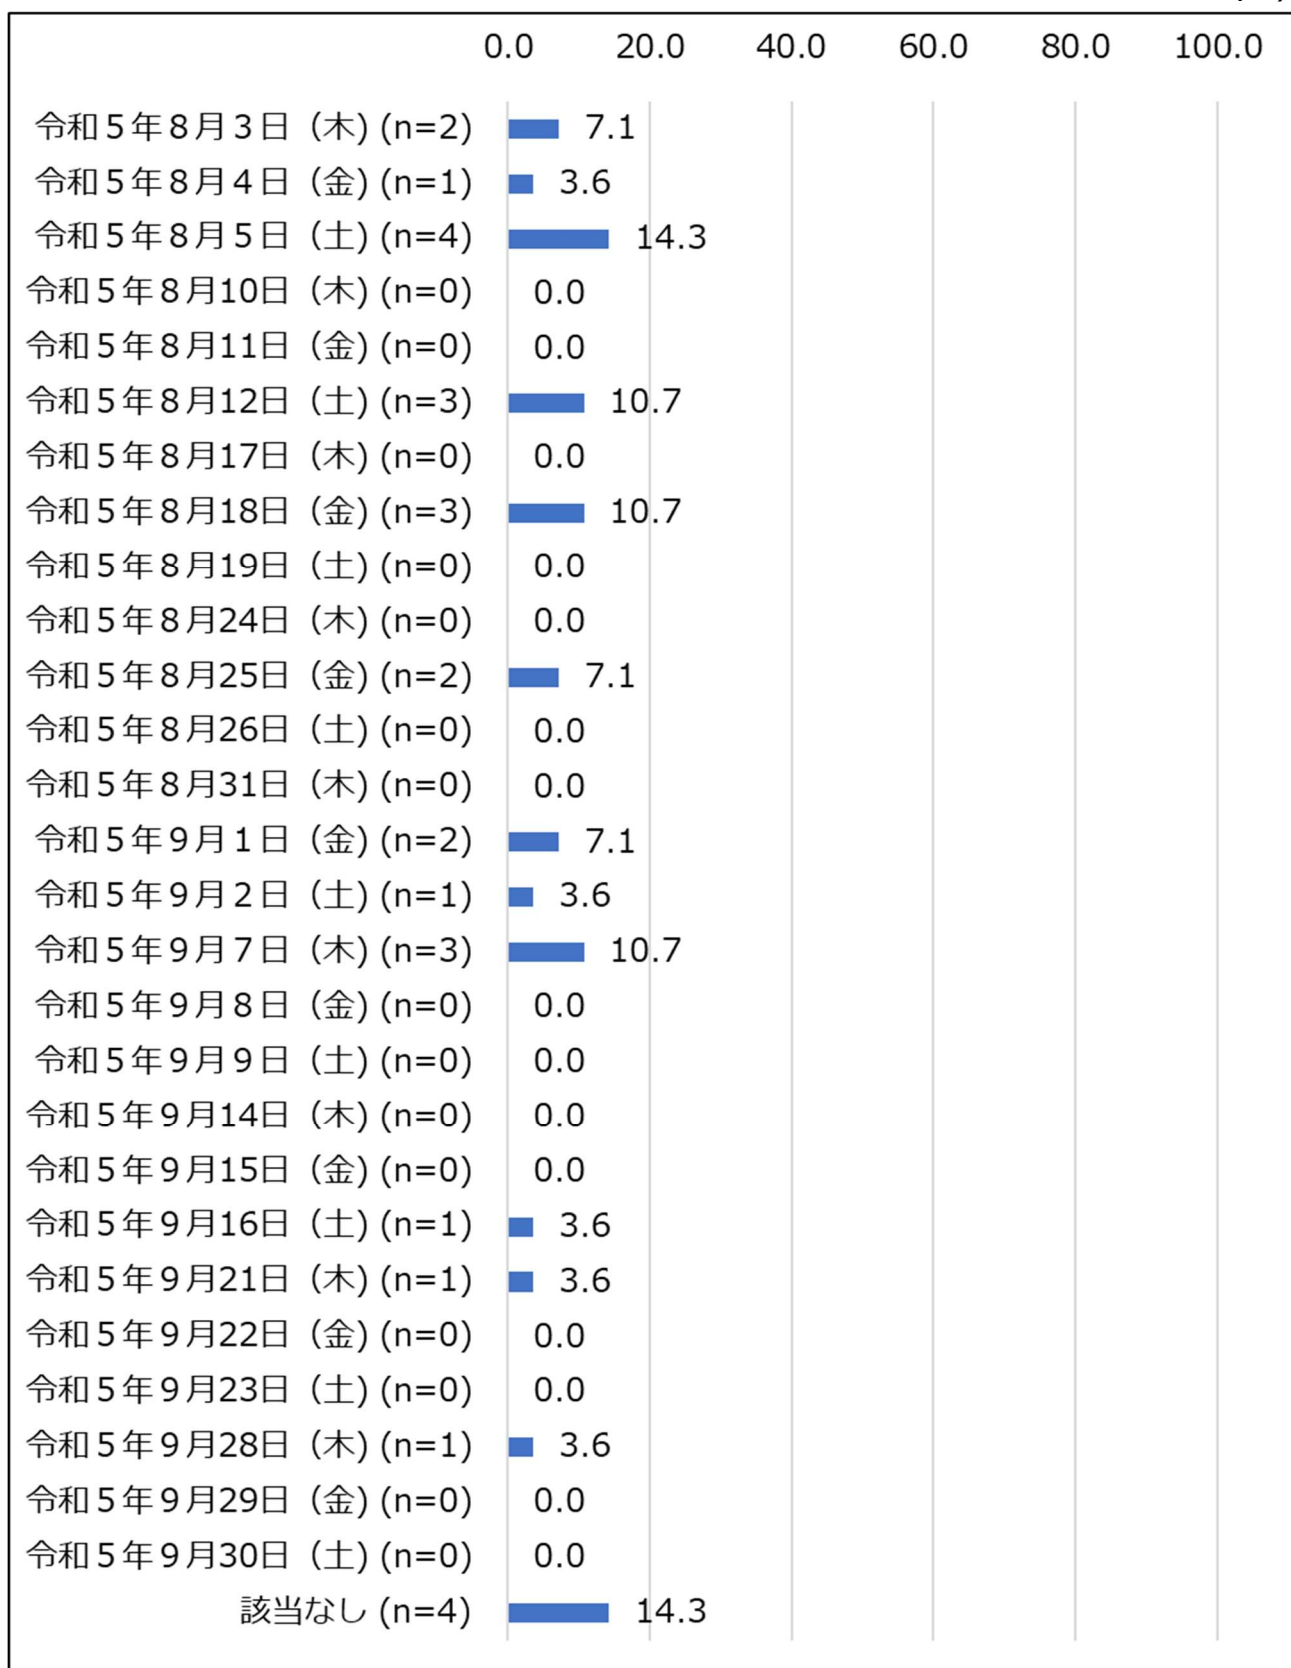 0.0 20.0 40.0 60.0 80.0 100.0
令和５年８月３日（木) (n=2) 7.1
令和５年８月４日（金) (n=1) 3.6
令和５年８月５日（土) (n=4) 14.3
令和５年８月10日（木) (n=0) 0.0
令和５年８月11日（金) (n=0) 0.0
令和５年８月12日（土) (n=3) 10.7
令和５年８月17日（木) (n=0) 0.0
令和５年８月18日（金) (n=3) 10.7
令和５年８月19日（土) (n=0) 0.0
令和５年８月24日（木) (n=0) 0.0
令和５年８月25日（金) (n=2) 7.1
令和５年８月26日（土) (n=0) 0.0
令和５年８月31日（木) (n=0) 0.0
令和５年９月１日（金) (n=2) 7.1
令和５年９月２日（土) (n=1) 3.6
令和５年９月７日（木) (n=3) 10.7
令和５年９月８日（金) (n=0) 0.0
令和５年９月９日（土) (n=0) 0.0
令和５年９月14日（木) (n=0) 0.0
令和５年９月15日（金) (n=0) 0.0
令和５年９月16日（土) (n=1) 3.6
令和５年９月21日（木) (n=1) 3.6
令和５年９月22日（金) (n=0) 0.0
令和５年９月23日（土) (n=0) 0.0
令和５年９月28日（木) (n=1) 3.6
令和５年９月29日（金) (n=0) 0.0
令和５年９月30日（土) (n=0) 0.0
該当なし (n=4) 14.3